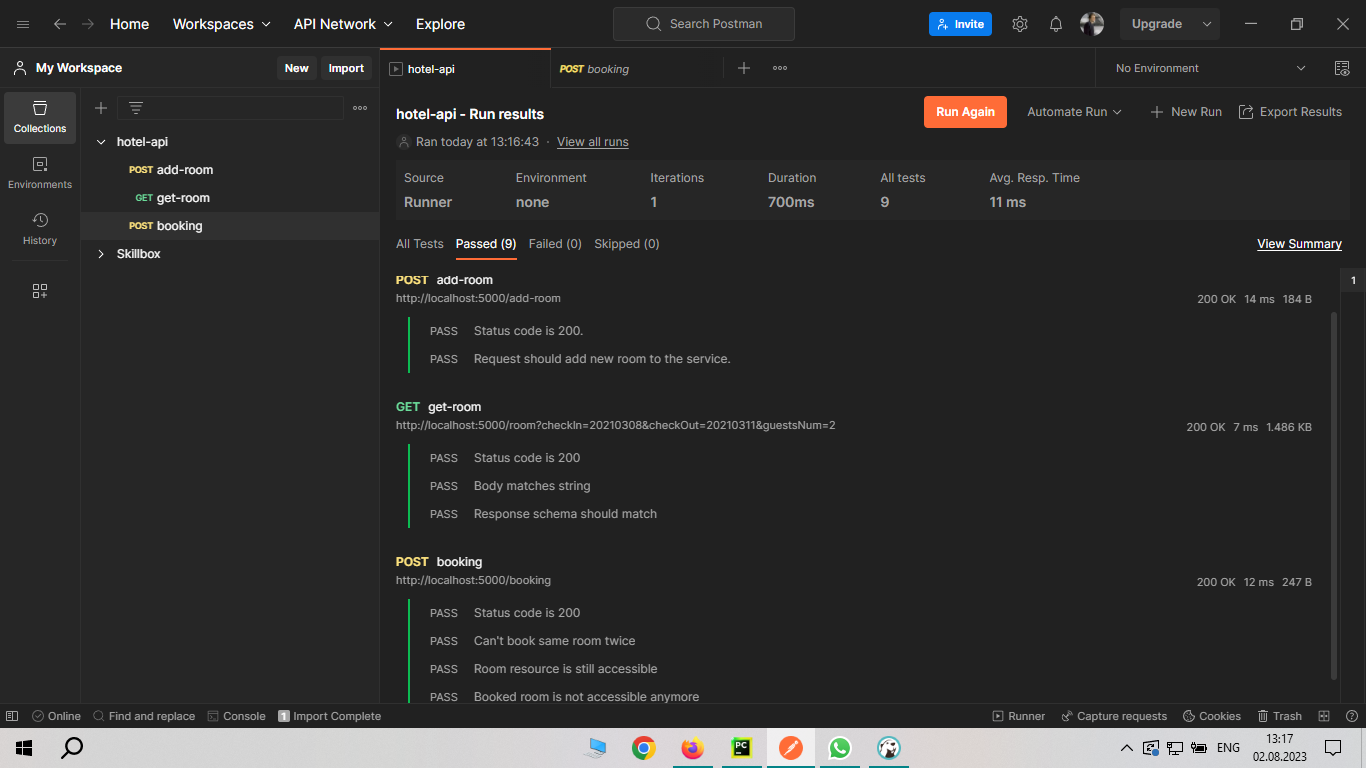 Home Workspaces API Network Explore Search Postman Invite Upgrade
My Workspace New Import hotel-api POST booking No Environment
hotel-api - Run results Run Again Automate Run New Run Export Results
Ran today at 13:16:43 · View all runs
Source Environment Iterations Duration All tests Avg. Resp. Time
Runner none 1 700ms 9 11 ms
All Tests Passed (9) Failed (0) Skipped (0) View Summary
Collections
Environments
History
hotel-api
POST add-room
GET get-room
POST booking
Skillbox
POST add-room
1
http://localhost:5000/add-room 200 OK 14 ms 184 B
PASS Status code is 200.
PASS Request should add new room to the service.
GET get-room
http://localhost:5000/room?checkIn=20210308&checkOut=20210311&guestsNum=2 200 OK 7 ms 1.486 KB
PASS Status code is 200
PASS Body matches string
PASS Response schema should match
POST booking
http://localhost:5000/booking 200 OK 12 ms 247 B
PASS Status code is 200
PASS Can't book same room twice
PASS Room resource is still accessible
PASS Booked room is not accessible anymore
Online Find and replace Console 1 Import Complete Runner Capture requests Cookies Trash
PC
ENG
13:17
02.08.2023